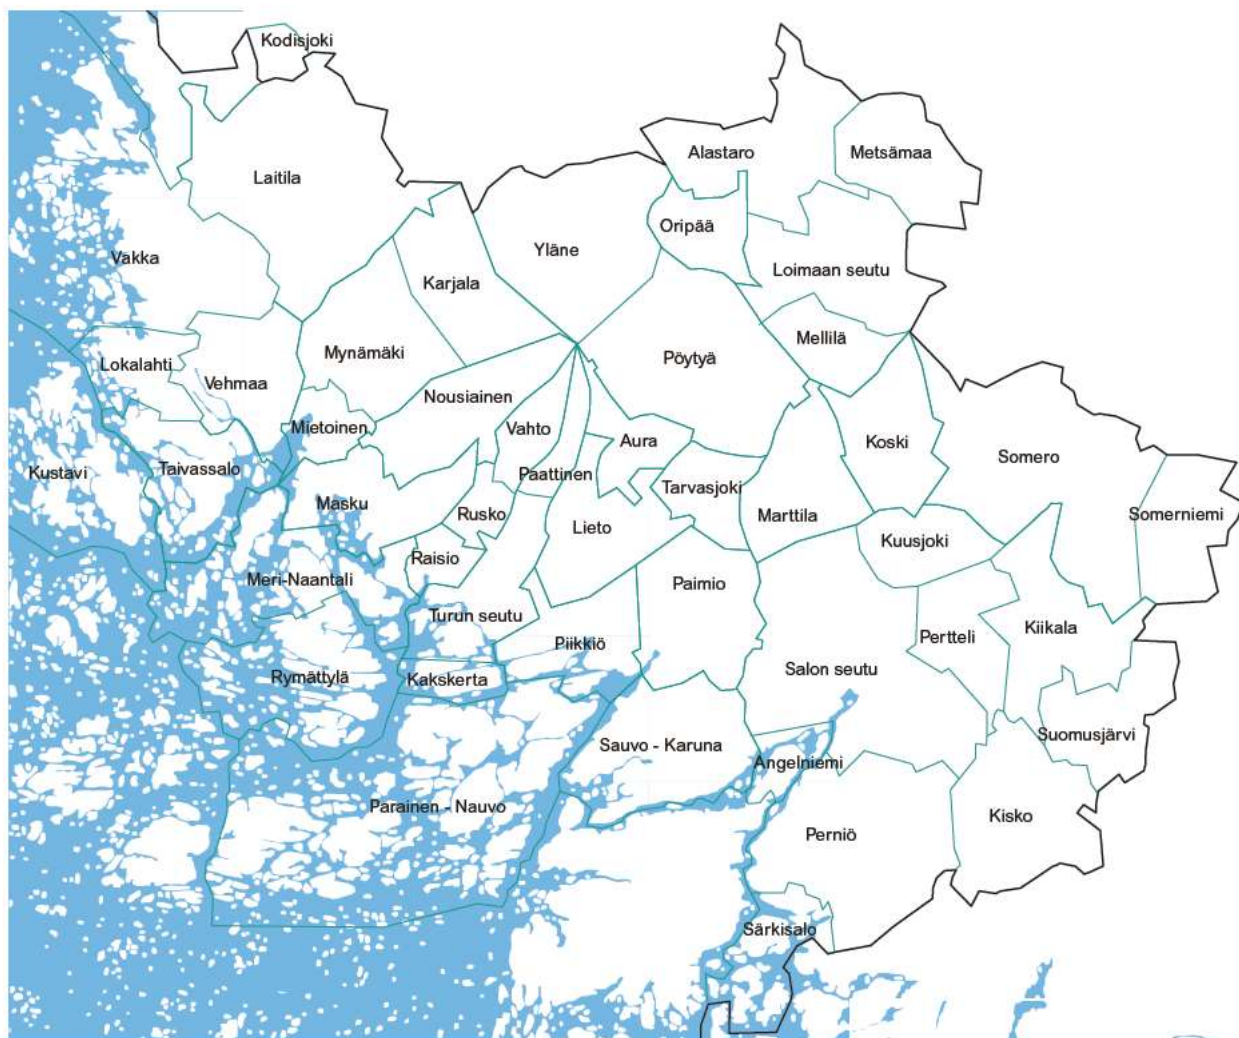 Kodisjoki
Alastaro
Metsämaa
Laitila
Oripää
Yläne
Vakka
Loimaan seutu
Karjala
Mellilä
Mynämäki
Pöytyä
Lokalahti
Vehmaa
Nousiainen
Mietoinen
Vahto
Aura
Koski
Somero
Kustavi
Taivassalo
Paattinen
Tarvasjoki
Masku
Rusko
Lieto
Marttila
Somerniemi
Kuusjoki
Raisio
Meri-Naantali
Paimio
Turun seutu
Kiikala
Pertteli
Piikkiö
Rymättylä
Kakskerta
Salon seutu
Suomusjärvi
Sauvo - Karuna
Angelniemi
Parainen - Nauvo
Kisko
Perniö
Särkisalo